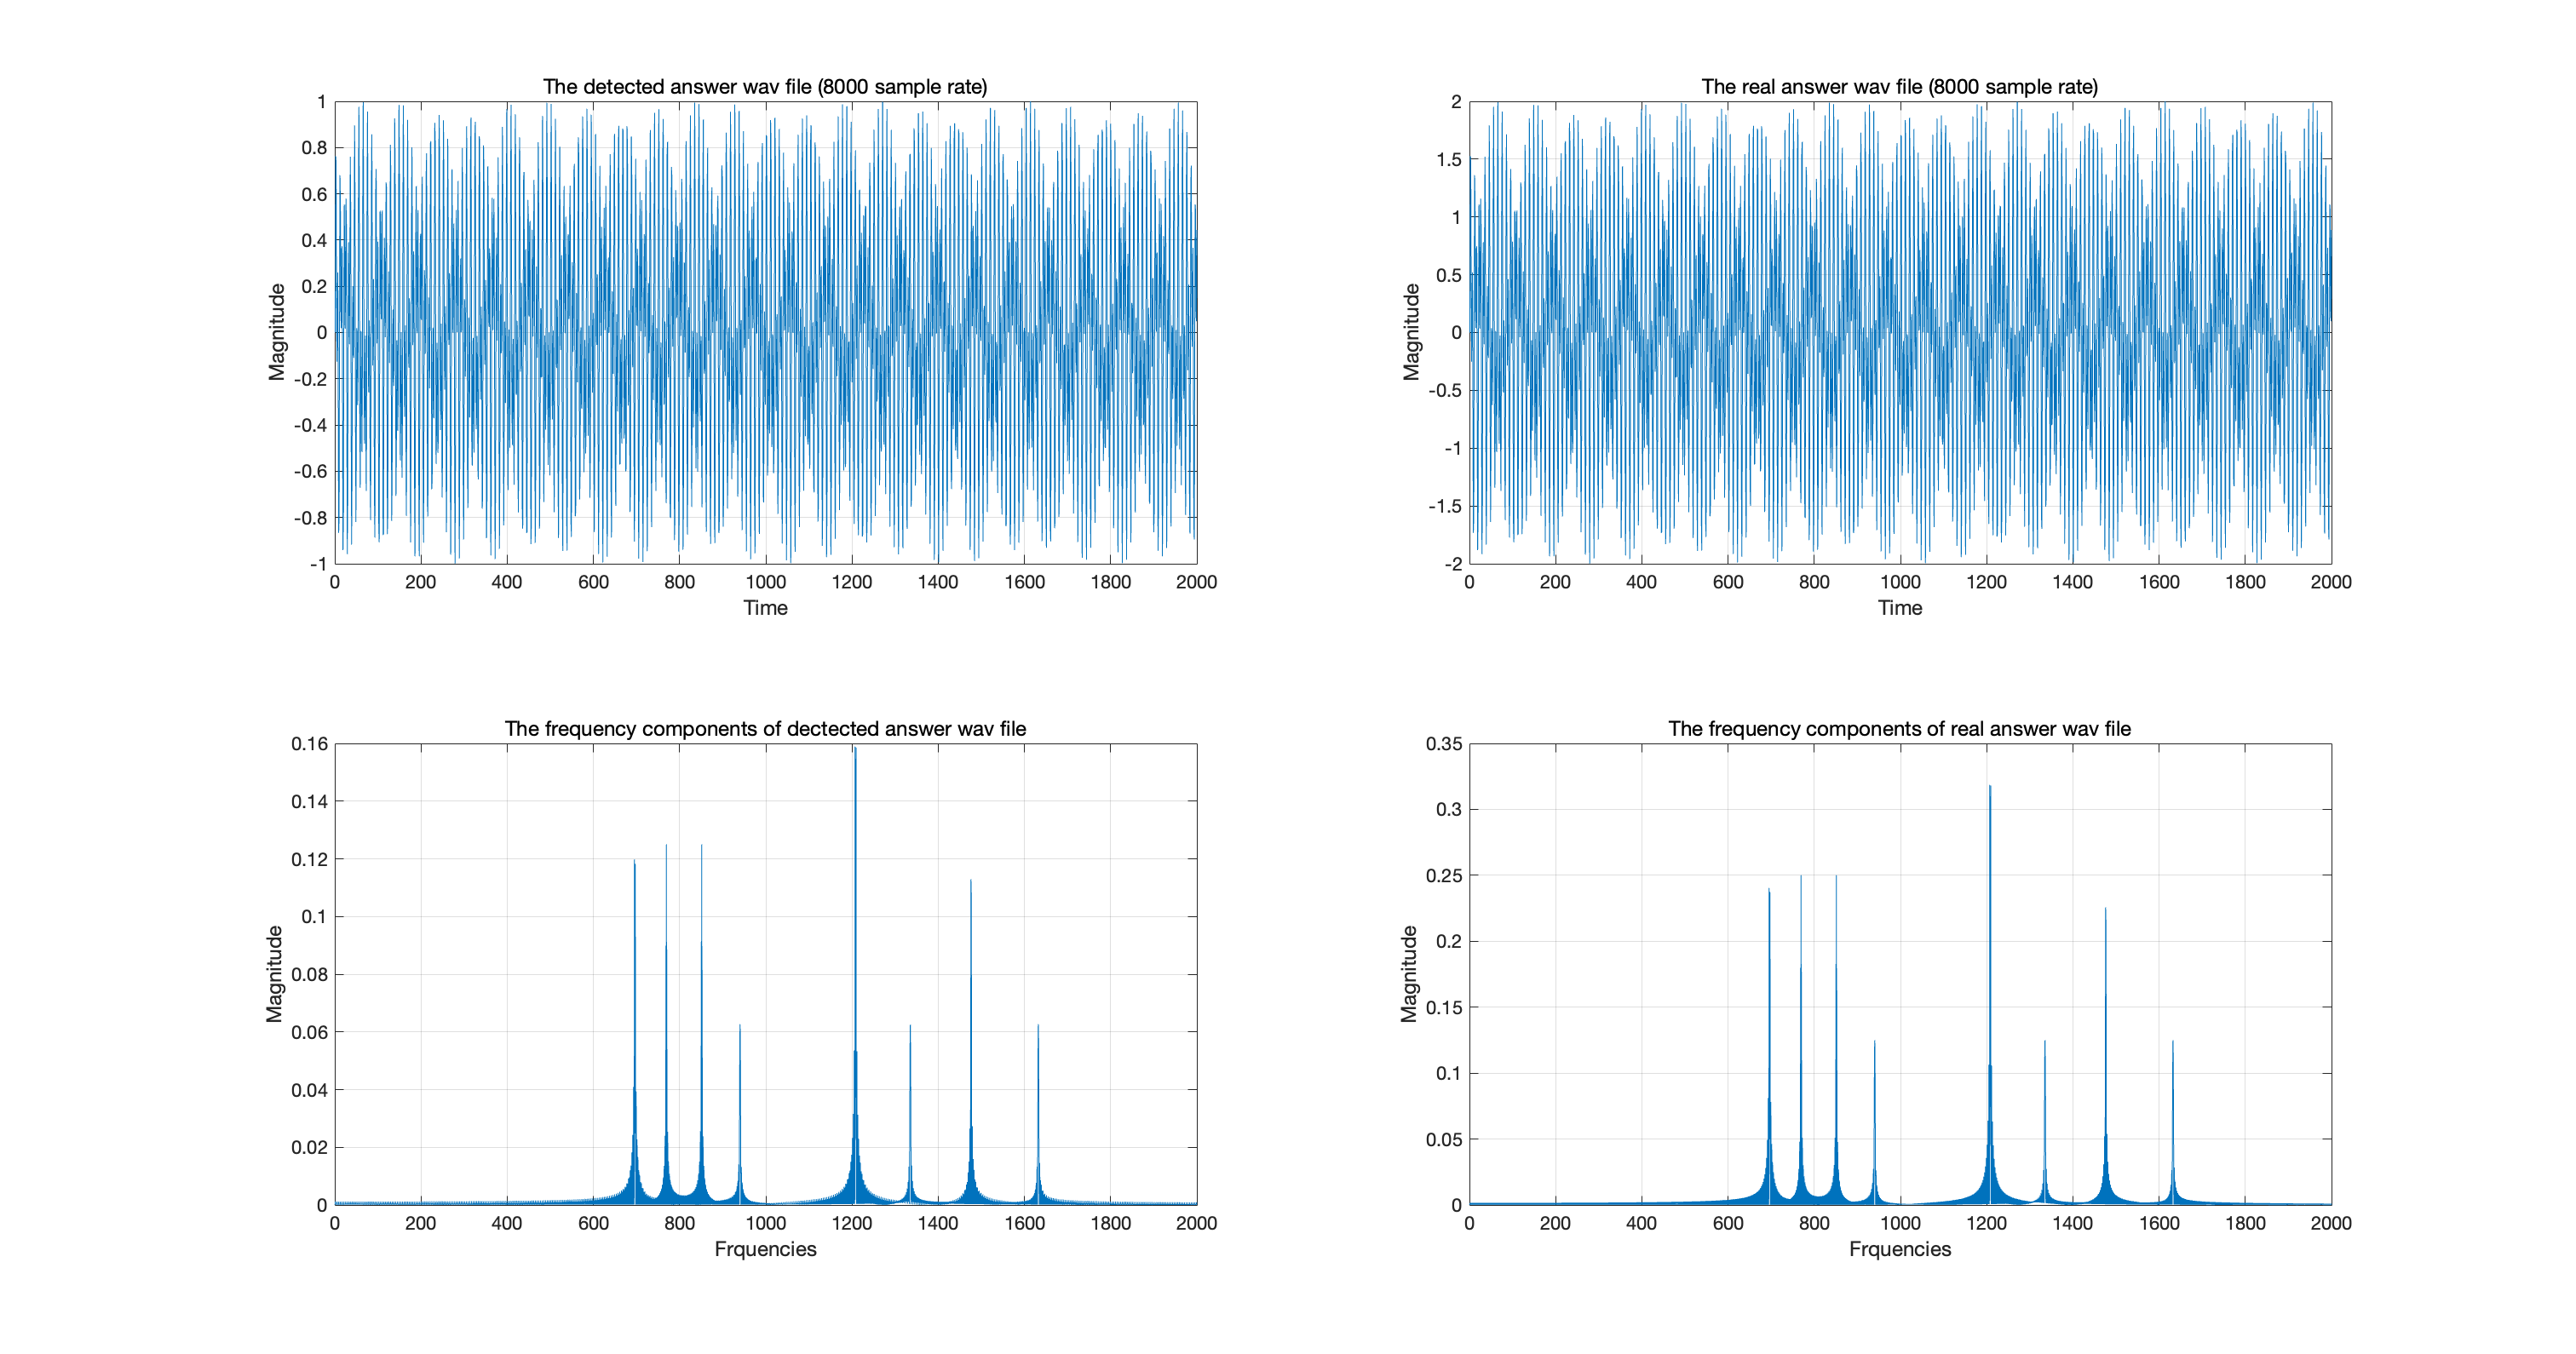 The detected answer wav file (8000 sample rate)
1
0.8
0.6
0.4
0.2
0
-0.2
-0.4
-0.6
-0.8
-1
Magnitude
0 200 400 600 800 1000 1200 1400 1600 1800 2000
Time
The real answer wav file (8000 sample rate)
2
1.5
1
0.5
0
-0.5
-1
-1.5
-2
Magnitude
0 200 400 600 800 1000 1200 1400 1600 1800 2000
Time
The frequency components of dectected answer wav file
0.16
0.14
0.12
0.1
0.08
0.06
0.04
0.02
0
Magnitude
0 200 400 600 800 1000 1200 1400 1600 1800 2000
Frquencies
The frequency components of real answer wav file
0.35
0.3
0.25
0.2
0.15
0.1
0.05
0
Magnitude
0 200 400 600 800 1000 1200 1400 1600 1800 2000
Frquencies